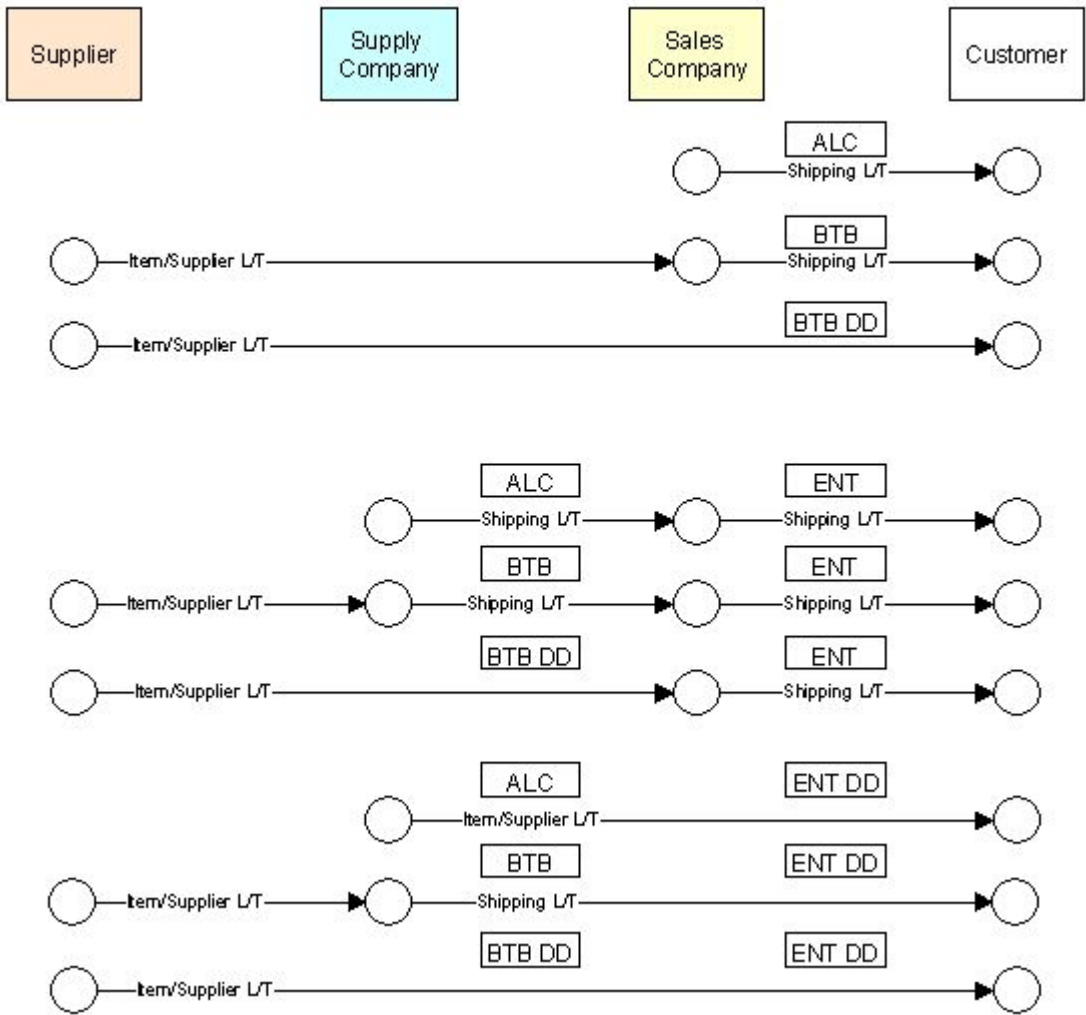 Supplier
Supply
Company
Sales
Company
Customer
ALC
Shipping L/T
BTB
Item/Supplier L/T
Shipping L/T
BTB DD
Item/Supplier L/T
ALC
ENT
Shipping L/T
Shipping L/T
BTB
ENT
Item/Supplier L/T
Shipping L/T
Shipping L/T
BTB DD
ENT
Item/Supplier L/T
Shipping L/T
ALC
ENT DD
Item/Supplier L/T
BTB
ENT DD
Item/Supplier L/T
Shipping L/T
BTB DD
ENT DD
Item/Supplier L/T